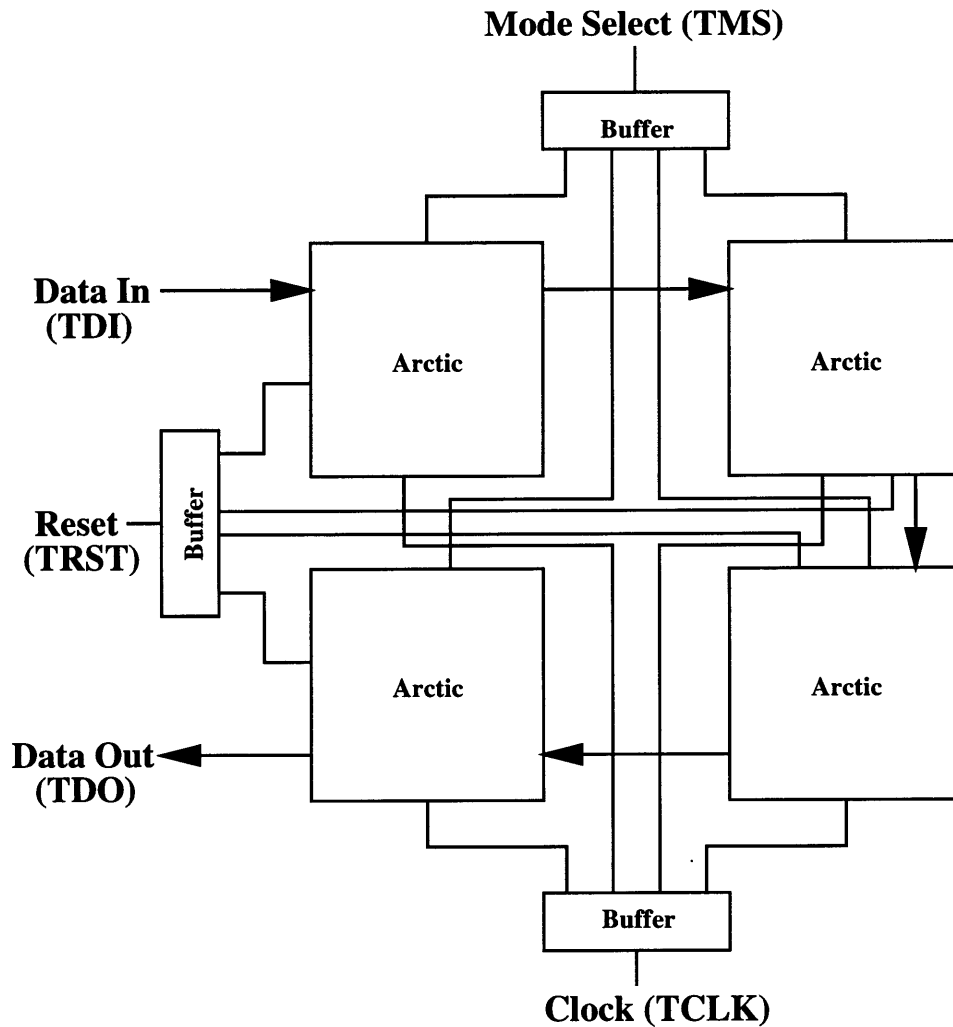 Mode Select (TMS)
Buffer
Data In
(TDI)
Arctic
Arctic
Buffer
Reset
(TRST)
Arctic
Arctic
Data Out
(TDO)
Buffer
Clock (TCLK)